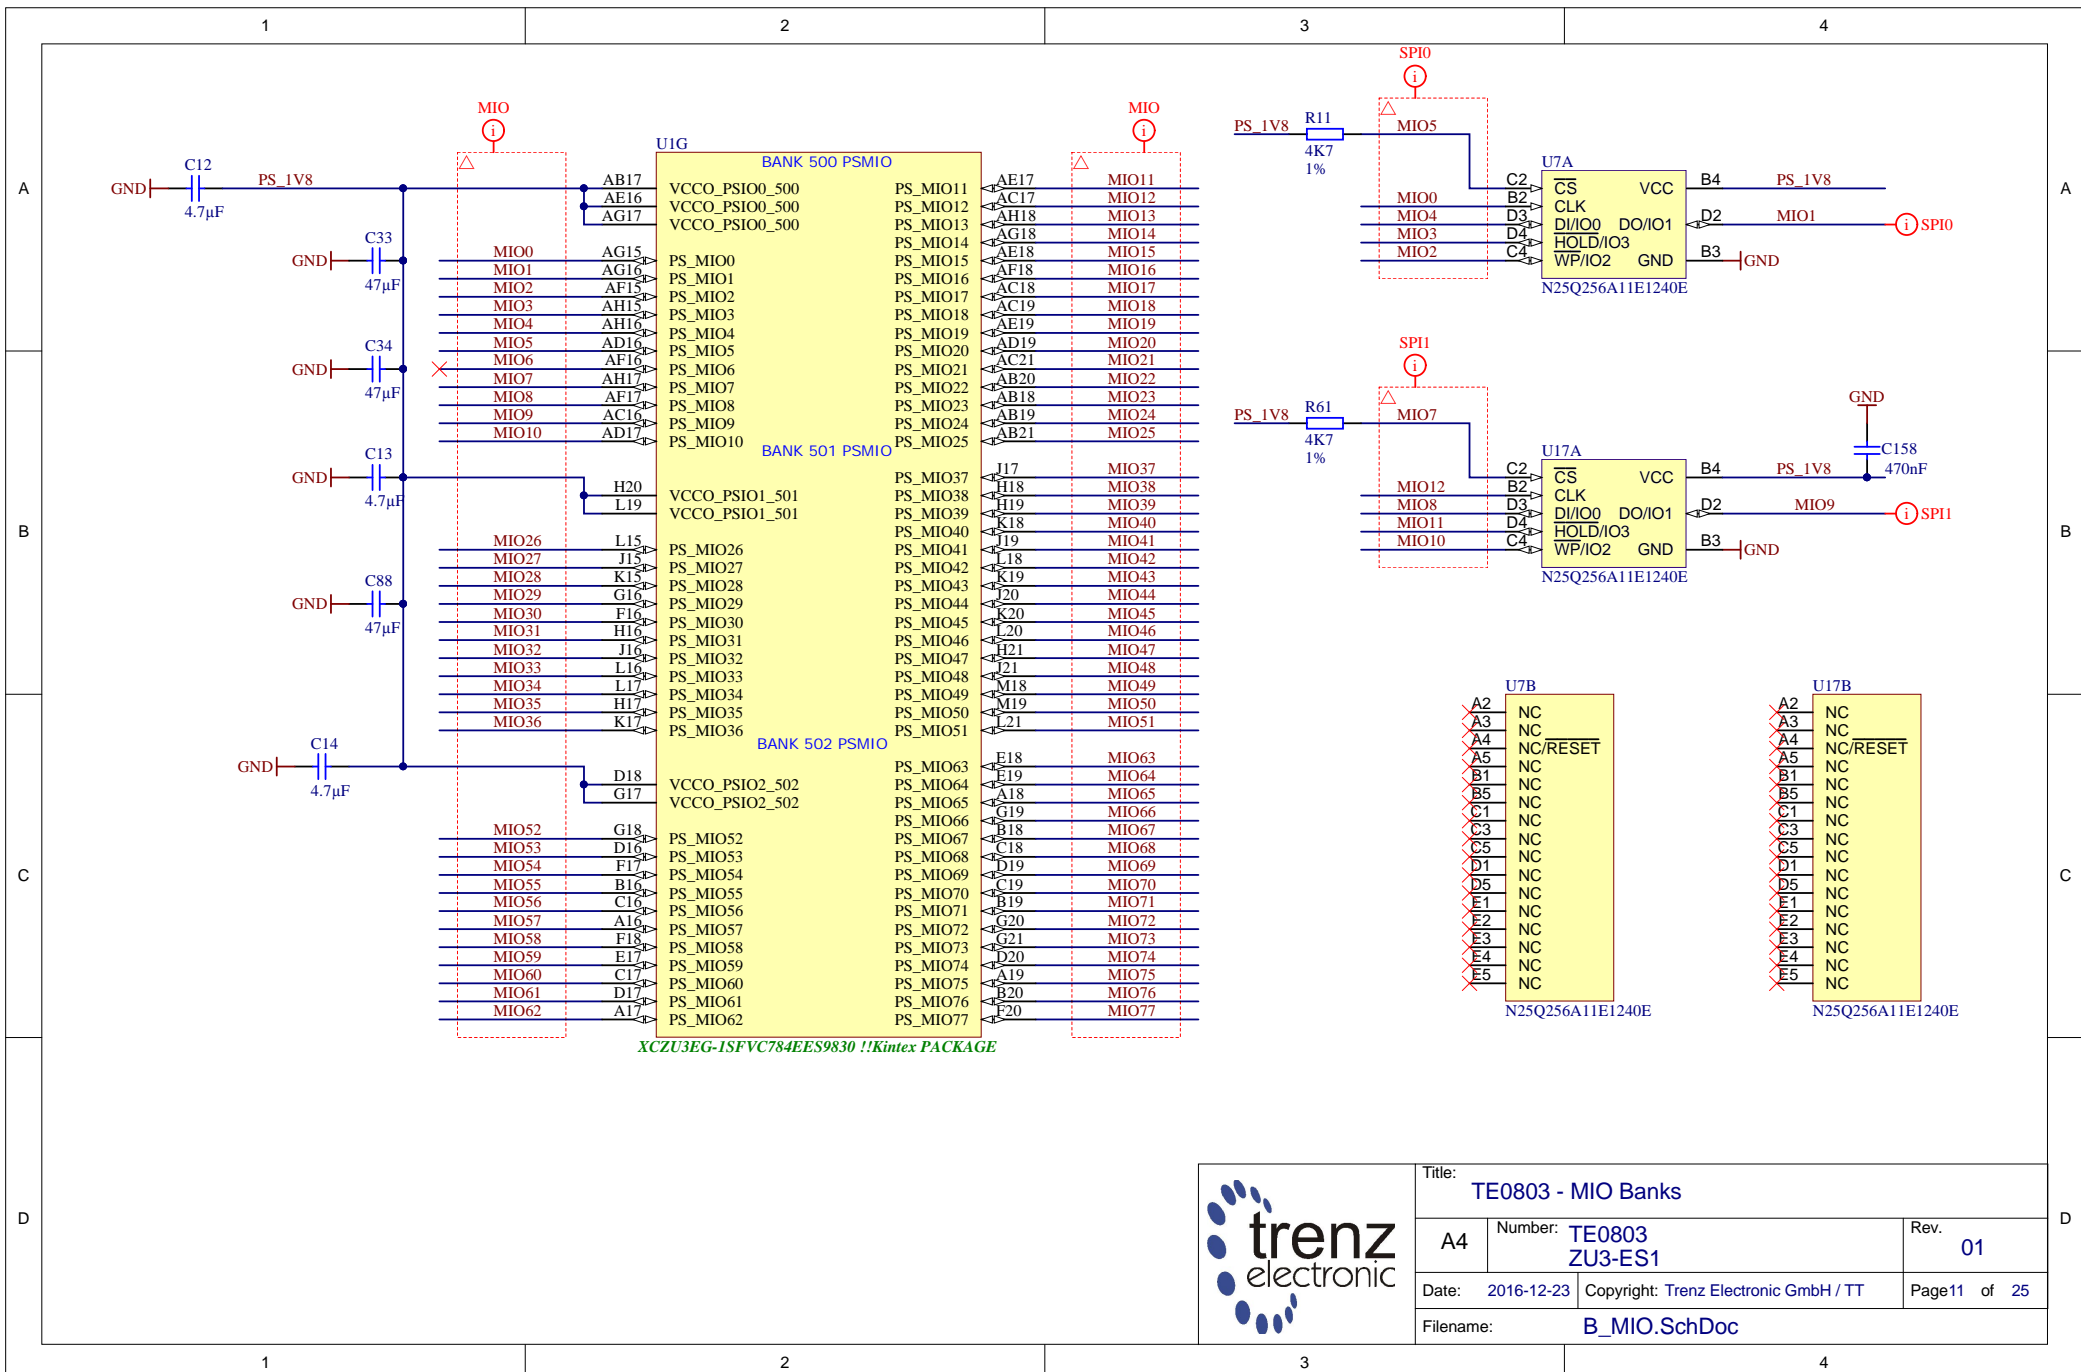 1 2 3 4
A
B
C
D
A
B
C
D
1 2 3 4
C12
GND PS_1V8
4.7µF
C33
GND
47µF
C34
GND
47µF
C13
GND
4.7µF
C88
GND
47µF
C14
GND
4.7µF
MIO
i
MIO
i
U1G
BANK 500 PSMIO
AB17 VCCO_PSIO0_500
AE16 VCCO_PSIO0_500
AG17 VCCO_PSIO0_500
MIO0 AG15 PS_MIO0
MIO1 AG16 PS_MIO1
MIO2 AF15 PS_MIO2
MIO3 AH15 PS_MIO3
MIO4 AH16 PS_MIO4
MIO5 AD16 PS_MIO5
MIO6 AF16 PS_MIO6
MIO7 AH17 PS_MIO7
MIO8 AF17 PS_MIO8
MIO9 AC16 PS_MIO9
MIO10 AD17 PS_MIO10
PS_MIO11 AE17 MIO11
PS_MIO12 AC17 MIO12
PS_MIO13 AH18 MIO13
PS_MIO14 AG18 MIO14
PS_MIO15 AE18 MIO15
PS_MIO16 AF18 MIO16
PS_MIO17 AC18 MIO17
PS_MIO18 AC19 MIO18
PS_MIO19 AE19 MIO19
PS_MIO20 AD19 MIO20
PS_MIO21 AC21 MIO21
PS_MIO22 AB20 MIO22
PS_MIO23 AB18 MIO23
PS_MIO24 AB19 MIO24
PS_MIO25 AB21 MIO25
BANK 501 PSMIO
H20 VCCO_PSIO1_501
L19 VCCO_PSIO1_501
MIO26 L15 PS_MIO26
MIO27 J15 PS_MIO27
MIO28 K15 PS_MIO28
MIO29 G16 PS_MIO29
MIO30 F16 PS_MIO30
MIO31 H16 PS_MIO31
MIO32 J16 PS_MIO32
MIO33 L16 PS_MIO33
MIO34 L17 PS_MIO34
MIO35 H17 PS_MIO35
MIO36 K17 PS_MIO36
PS_MIO37 J17 MIO37
PS_MIO38 H18 MIO38
PS_MIO39 H19 MIO39
PS_MIO40 K18 MIO40
PS_MIO41 J19 MIO41
PS_MIO42 L18 MIO42
PS_MIO43 K19 MIO43
PS_MIO44 J20 MIO44
PS_MIO45 K20 MIO45
PS_MIO46 L20 MIO46
PS_MIO47 H21 MIO47
PS_MIO48 J21 MIO48
PS_MIO49 M18 MIO49
PS_MIO50 M19 MIO50
PS_MIO51 L21 MIO51
BANK 502 PSMIO
D18 VCCO_PSIO2_502
G17 VCCO_PSIO2_502
MIO52 G18 PS_MIO52
MIO53 D16 PS_MIO53
MIO54 F17 PS_MIO54
MIO55 B16 PS_MIO55
MIO56 C16 PS_MIO56
MIO57 A16 PS_MIO57
MIO58 F18 PS_MIO58
MIO59 E17 PS_MIO59
MIO60 C17 PS_MIO60
MIO61 D17 PS_MIO61
MIO62 A17 PS_MIO62
PS_MIO63 E18 MIO63
PS_MIO64 E19 MIO64
PS_MIO65 A18 MIO65
PS_MIO66 G19 MIO66
PS_MIO67 B18 MIO67
PS_MIO68 C18 MIO68
PS_MIO69 D19 MIO69
PS_MIO70 C19 MIO70
PS_MIO71 B19 MIO71
PS_MIO72 G20 MIO72
PS_MIO73 G21 MIO73
PS_MIO74 D20 MIO74
PS_MIO75 A19 MIO75
PS_MIO76 B20 MIO76
PS_MIO77 F20 MIO77
XCZU3EG-1SFVC784EES9830 !!Kintex PACKAGE
SPI0
i
PS_1V8 R11 MIO5
4K7
1%
U7A
C2 CS VCC B4 PS_1V8
MIO0 B2 CLK
MIO4 D3 DI/IO0 DO/IO1 D2 MIO1 i SPI0
MIO3 D4 HOLD/IO3
MIO2 C4 WP/IO2 GND B3 GND
N25Q256A11E1240E
SPI1
i
PS_1V8 R61 MIO7
4K7
1%
GND
C158
470nF
U17A
C2 CS VCC B4 PS_1V8
MIO12 B2 CLK
MIO8 D3 DI/IO0 DO/IO1 D2 MIO9 i SPI1
MIO11 D4 HOLD/IO3
MIO10 C4 WP/IO2 GND B3 GND
N25Q256A11E1240E
U7B
A2 NC
A3 NC
A4 NC/RESET
A5 NC
B1 NC
B5 NC
C1 NC
C3 NC
C5 NC
D1 NC
D5 NC
E1 NC
E2 NC
E3 NC
E4 NC
E5 NC
N25Q256A11E1240E
U17B
A2 NC
A3 NC
A4 NC/RESET
A5 NC
B1 NC
B5 NC
C1 NC
C3 NC
C5 NC
D1 NC
D5 NC
E1 NC
E2 NC
E3 NC
E4 NC
E5 NC
N25Q256A11E1240E
trenz
electronic
Title:
TE0803 - MIO Banks
A4 Number: TE0803
ZU3-ES1
Rev.
01
Date: 2016-12-23 Copyright: Trenz Electronic GmbH / TT Page11 of 25
Filename: B_MIO.SchDoc